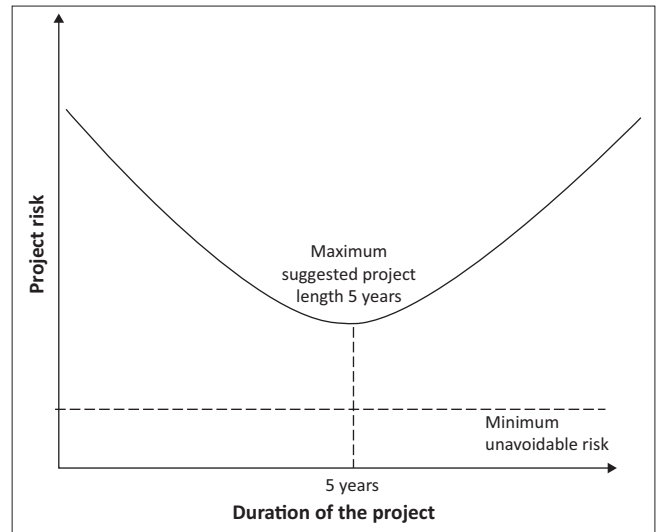 Project risk
Maximum
suggested project
length 5 years
Minimum
unavoidable risk
5 years
Duration of the project